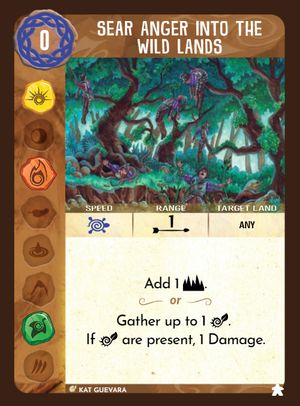 0
SEAR ANGER INTO THE
WILD LANDS
SPEED
RANGE
TARGET LAND
1
ANY
Add 1 .
or
Gather up to 1 .
If are present, 1 Damage.
KAT GUEVARA